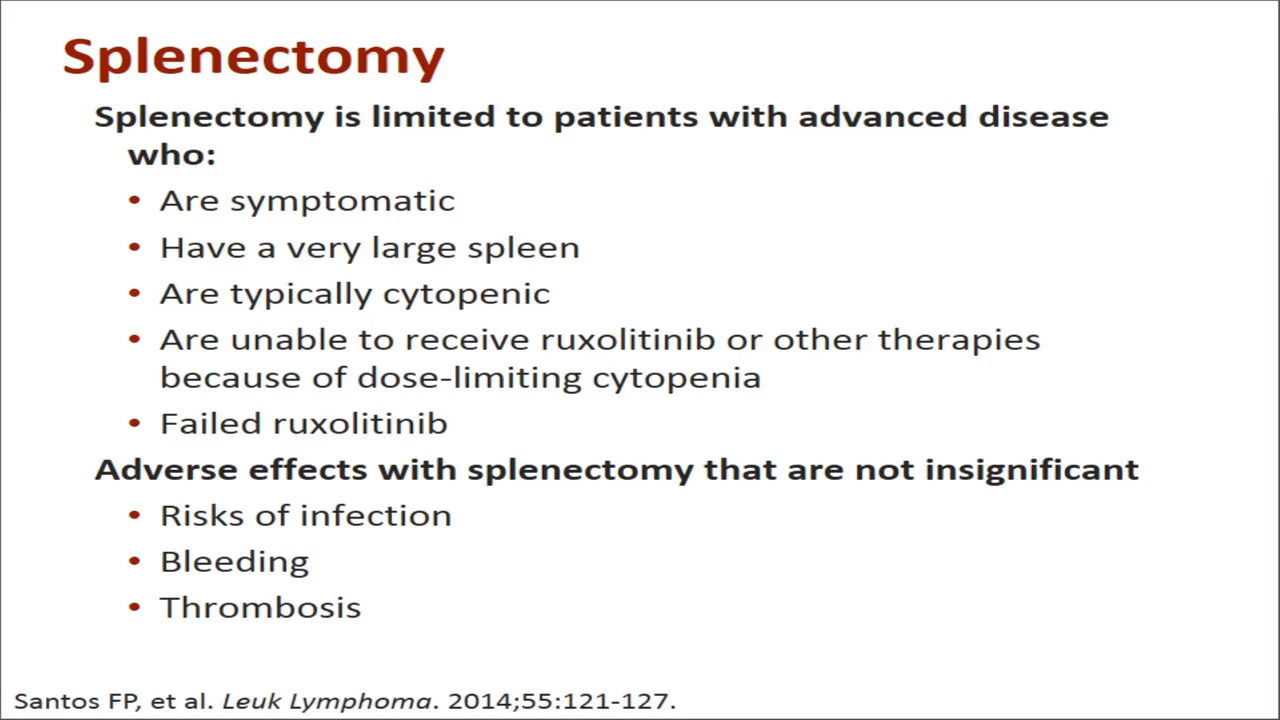 Splenectomy
Splenectomy is limited to patients with advanced disease
who:
• Are symptomatic
• Have a very large spleen
• Are typically cytopenic
• Are unable to receive ruxolitinib or other therapies
because of dose-limiting cytopenia
• Failed ruxolitinib
Adverse effects with splenectomy that are not insignificant
• Risks of infection
• Bleeding
• Thrombosis
Santos FP, et al. Leuk Lymphoma. 2014;55:121-127.